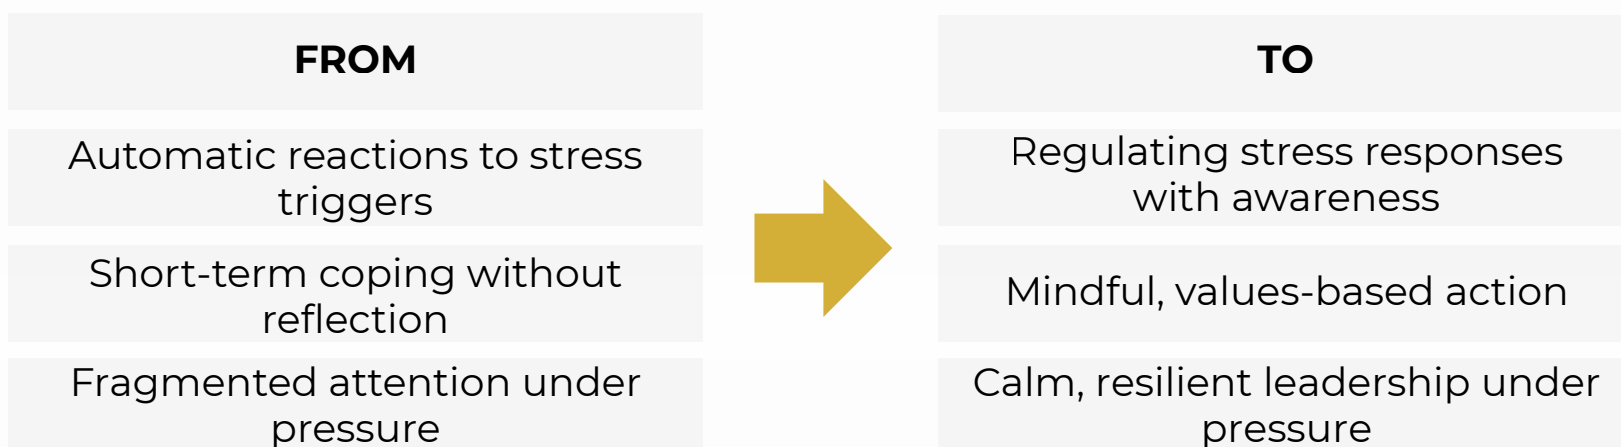 FROM
TO
Automatic reactions to stress
triggers
Regulating stress responses
with awareness
Short-term coping without
reflection
Mindful, values-based action
Fragmented attention under
pressure
Calm, resilient leadership under
pressure